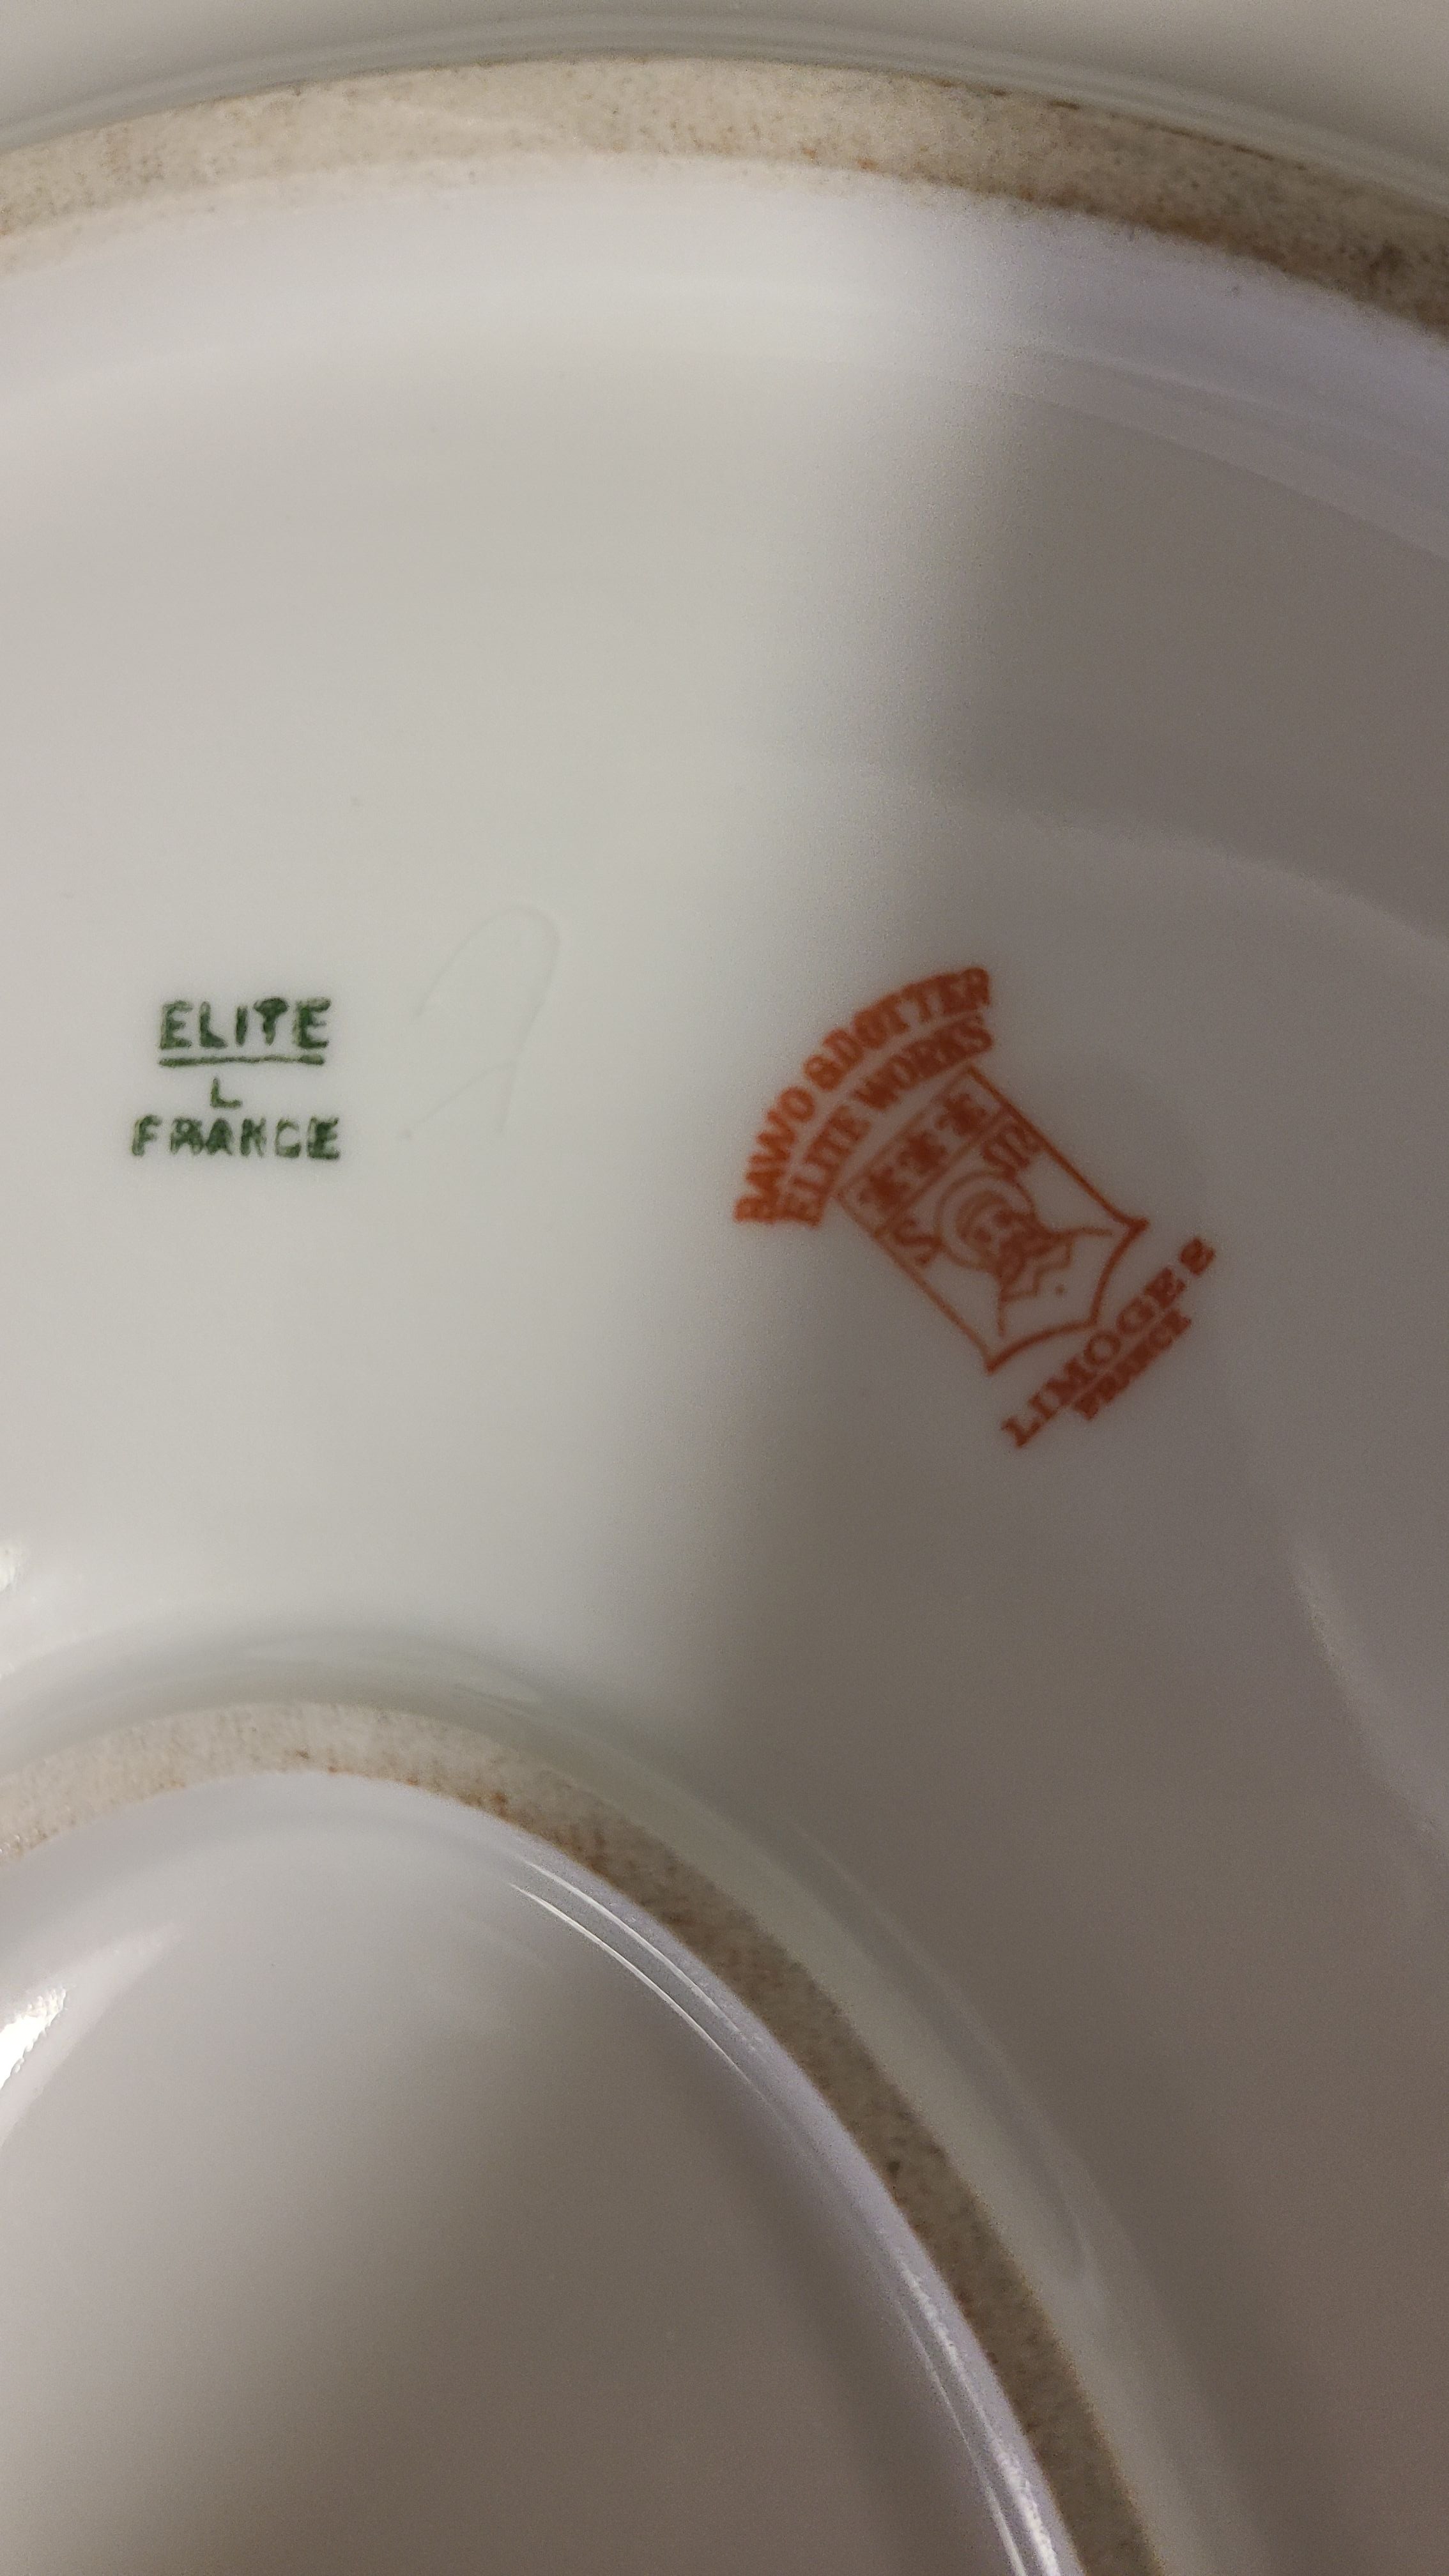 ELITE
L
FRANCE
BAWO & DOTTER
ELITE WORKS
S S
LIMOGES
FRANCE